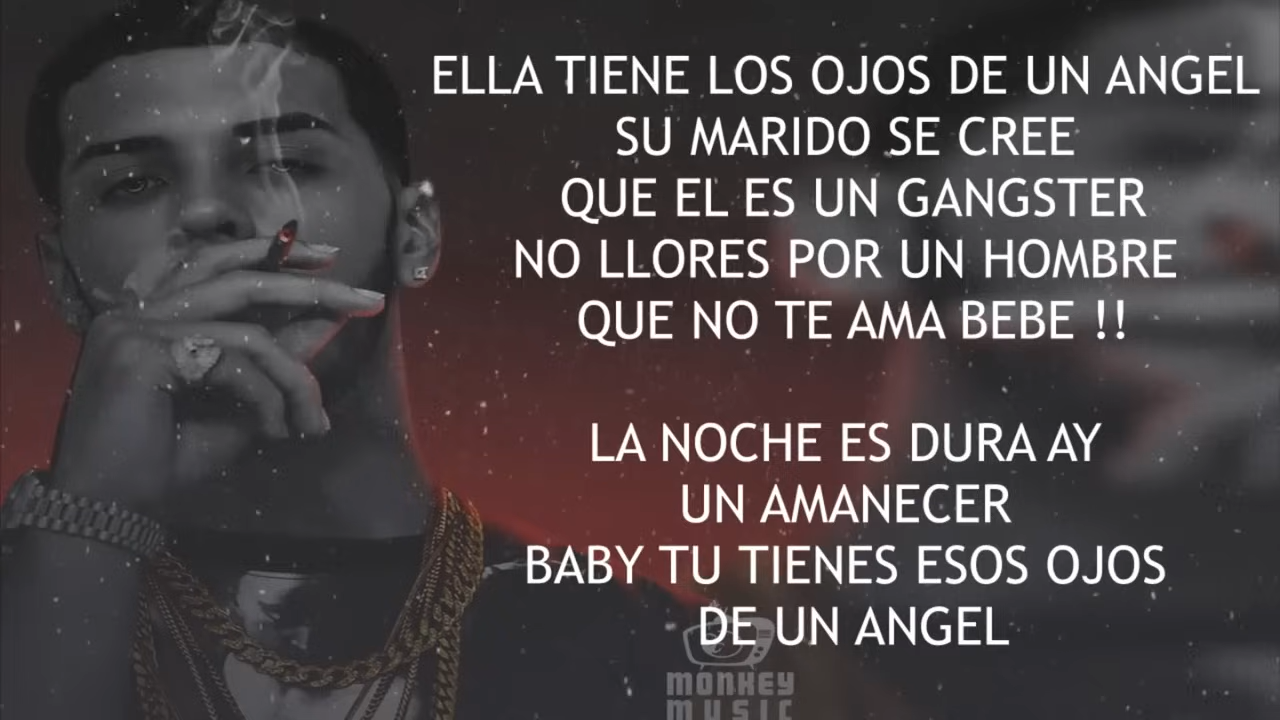 ELLA TIENE LOS OJOS DE UN ANGEL
SU MARIDO SE CREE
QUE EL ES UN GANGSTER
NO LLORES POR UN HOMBRE
QUE NO TE AMA BEBE !!
LA NOCHE ES DURA AY
UN AMANECER
BABY TU TIENES ESOS OJOS
DE UN ANGEL
MONKEY
MUSIC